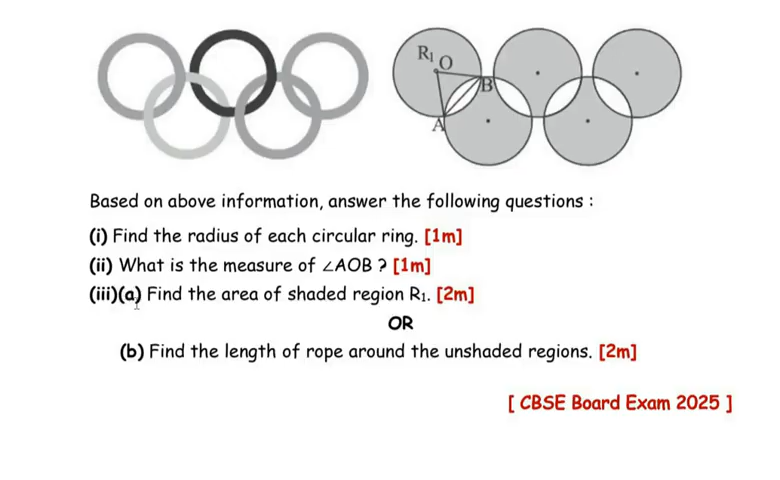 R₁ O
B
A
Based on above information, answer the following questions :
(i) Find the radius of each circular ring. [1m]
(ii) What is the measure of ∠AOB ? [1m]
(iii)(a) Find the area of shaded region R₁. [2m]
OR
(b) Find the length of rope around the unshaded regions. [2m]
[ CBSE Board Exam 2025 ]